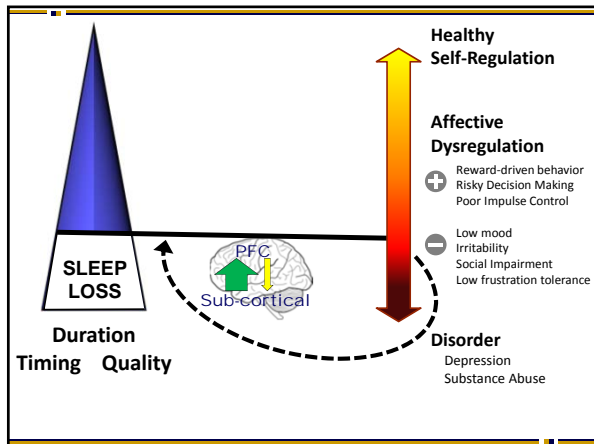 Healthy
Self-Regulation
Affective
Dysregulation
Reward-driven behavior
Risky Decision Making
Poor Impulse Control
Low mood
Irritability
Social Impairment
Low frustration tolerance
PFC
Sub-cortical
SLEEP
LOSS
Duration
Timing Quality
Disorder
Depression
Substance Abuse